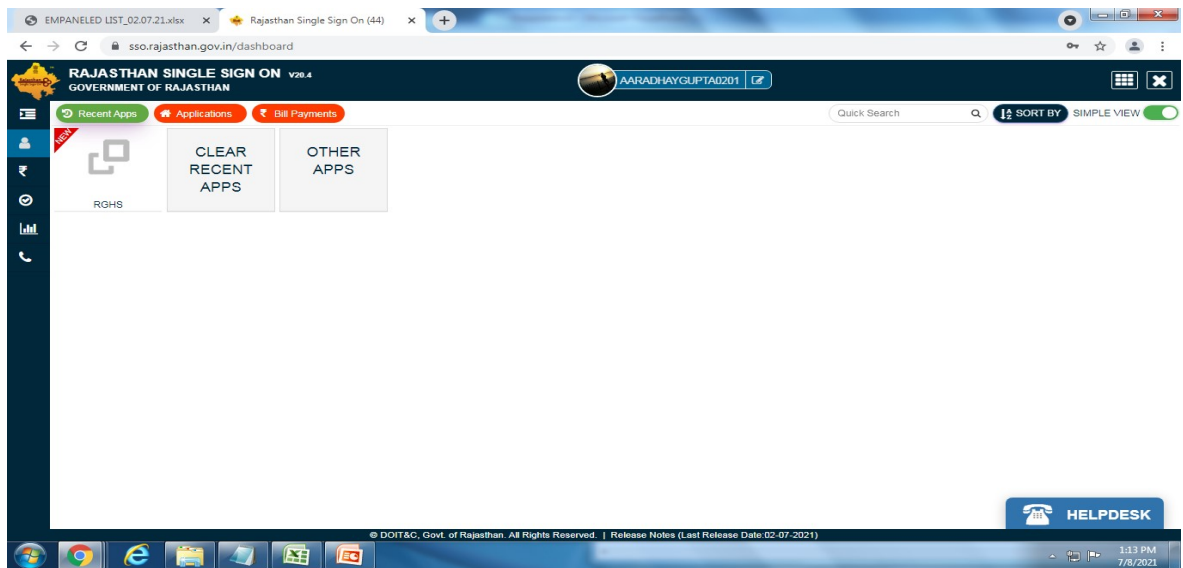 EMPANELED LIST_02.07.21.xlsx
Rajasthan Single Sign On (44)
sso.rajasthan.gov.in/dashboard
RAJASTHAN SINGLE SIGN ON V20.4
GOVERNMENT OF RAJASTHAN
AARADHAYGUPTA0201
Recent Apps
Applications
₹ Bill Payments
Quick Search
SORT BY
SIMPLE VIEW
NEW
RGHS
CLEAR
RECENT
APPS
OTHER
APPS
₹
HELPDESK
© DOIT&C, Govt. of Rajasthan. All Rights Reserved. | Release Notes (Last Release Date:02-07-2021)
1:13 PM
7/8/2021